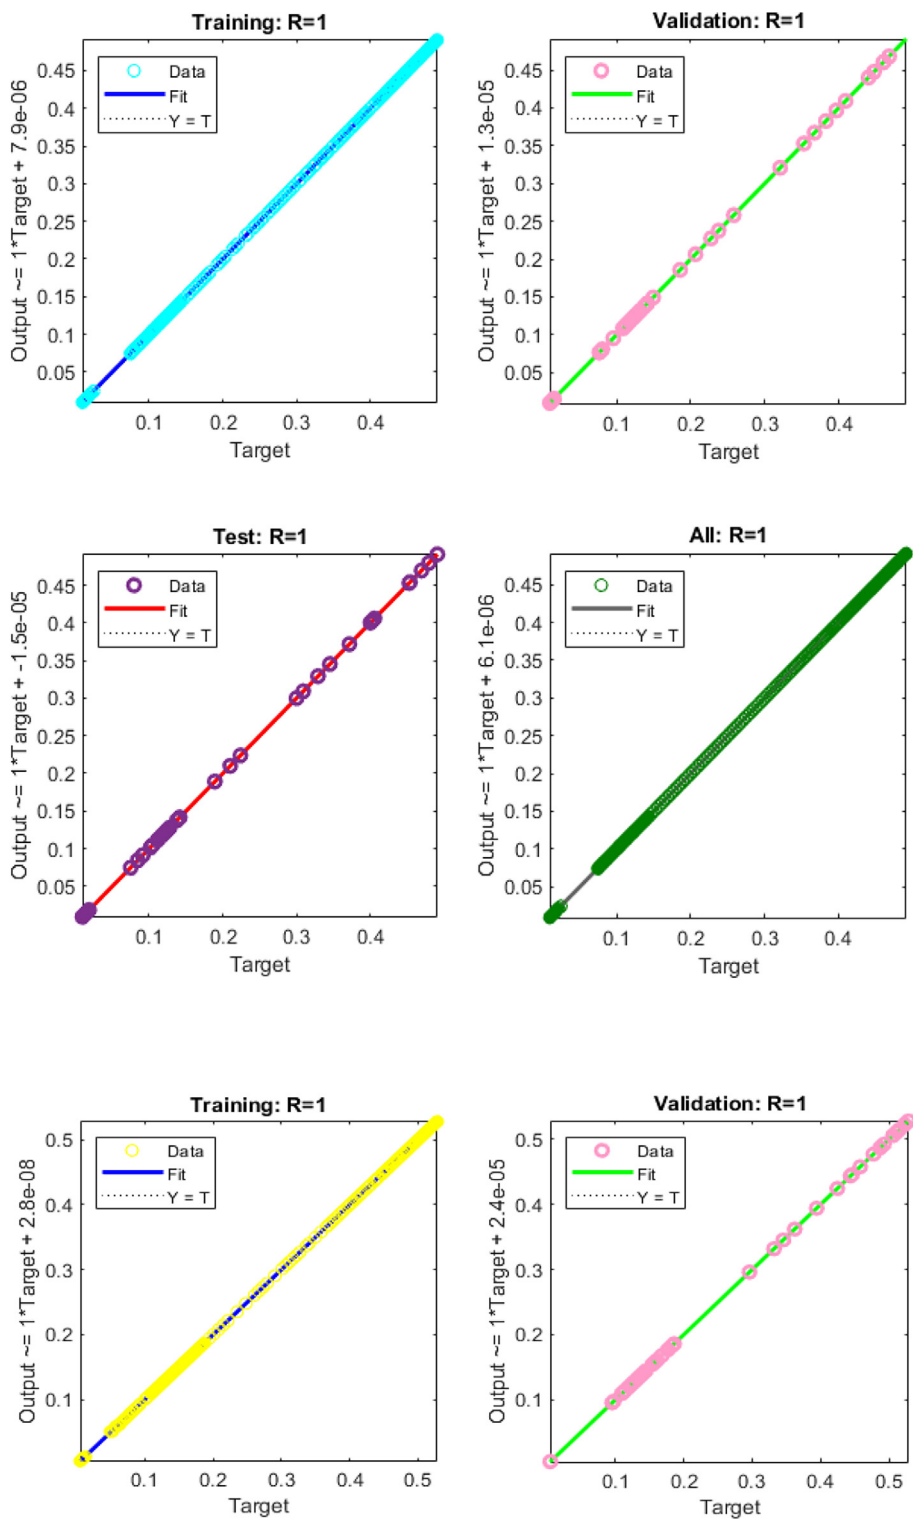 Training: R=1
Output ~= 1*Target + 7.9e-06
0.45
0.4
0.35
0.3
0.25
0.2
0.15
0.1
0.05
Data
Fit
Y = T
0.1 0.2 0.3 0.4
Target
Validation: R=1
Output ~= 1*Target + 1.3e-05
0.45
0.4
0.35
0.3
0.25
0.2
0.15
0.1
0.05
Data
Fit
Y = T
0.1 0.2 0.3 0.4
Target
Test: R=1
Output ~= 1*Target + -1.5e-05
0.45
0.4
0.35
0.3
0.25
0.2
0.15
0.1
0.05
Data
Fit
Y = T
0.1 0.2 0.3 0.4
Target
All: R=1
Output ~= 1*Target + 6.1e-06
0.45
0.4
0.35
0.3
0.25
0.2
0.15
0.1
0.05
Data
Fit
Y = T
0.1 0.2 0.3 0.4
Target
Training: R=1
Output ~= 1*Target + 2.8e-08
0.5
0.4
0.3
0.2
0.1
Data
Fit
Y = T
0.1 0.2 0.3 0.4 0.5
Target
Validation: R=1
Output ~= 1*Target + 2.4e-05
0.5
0.4
0.3
0.2
0.1
Data
Fit
Y = T
0.1 0.2 0.3 0.4 0.5
Target